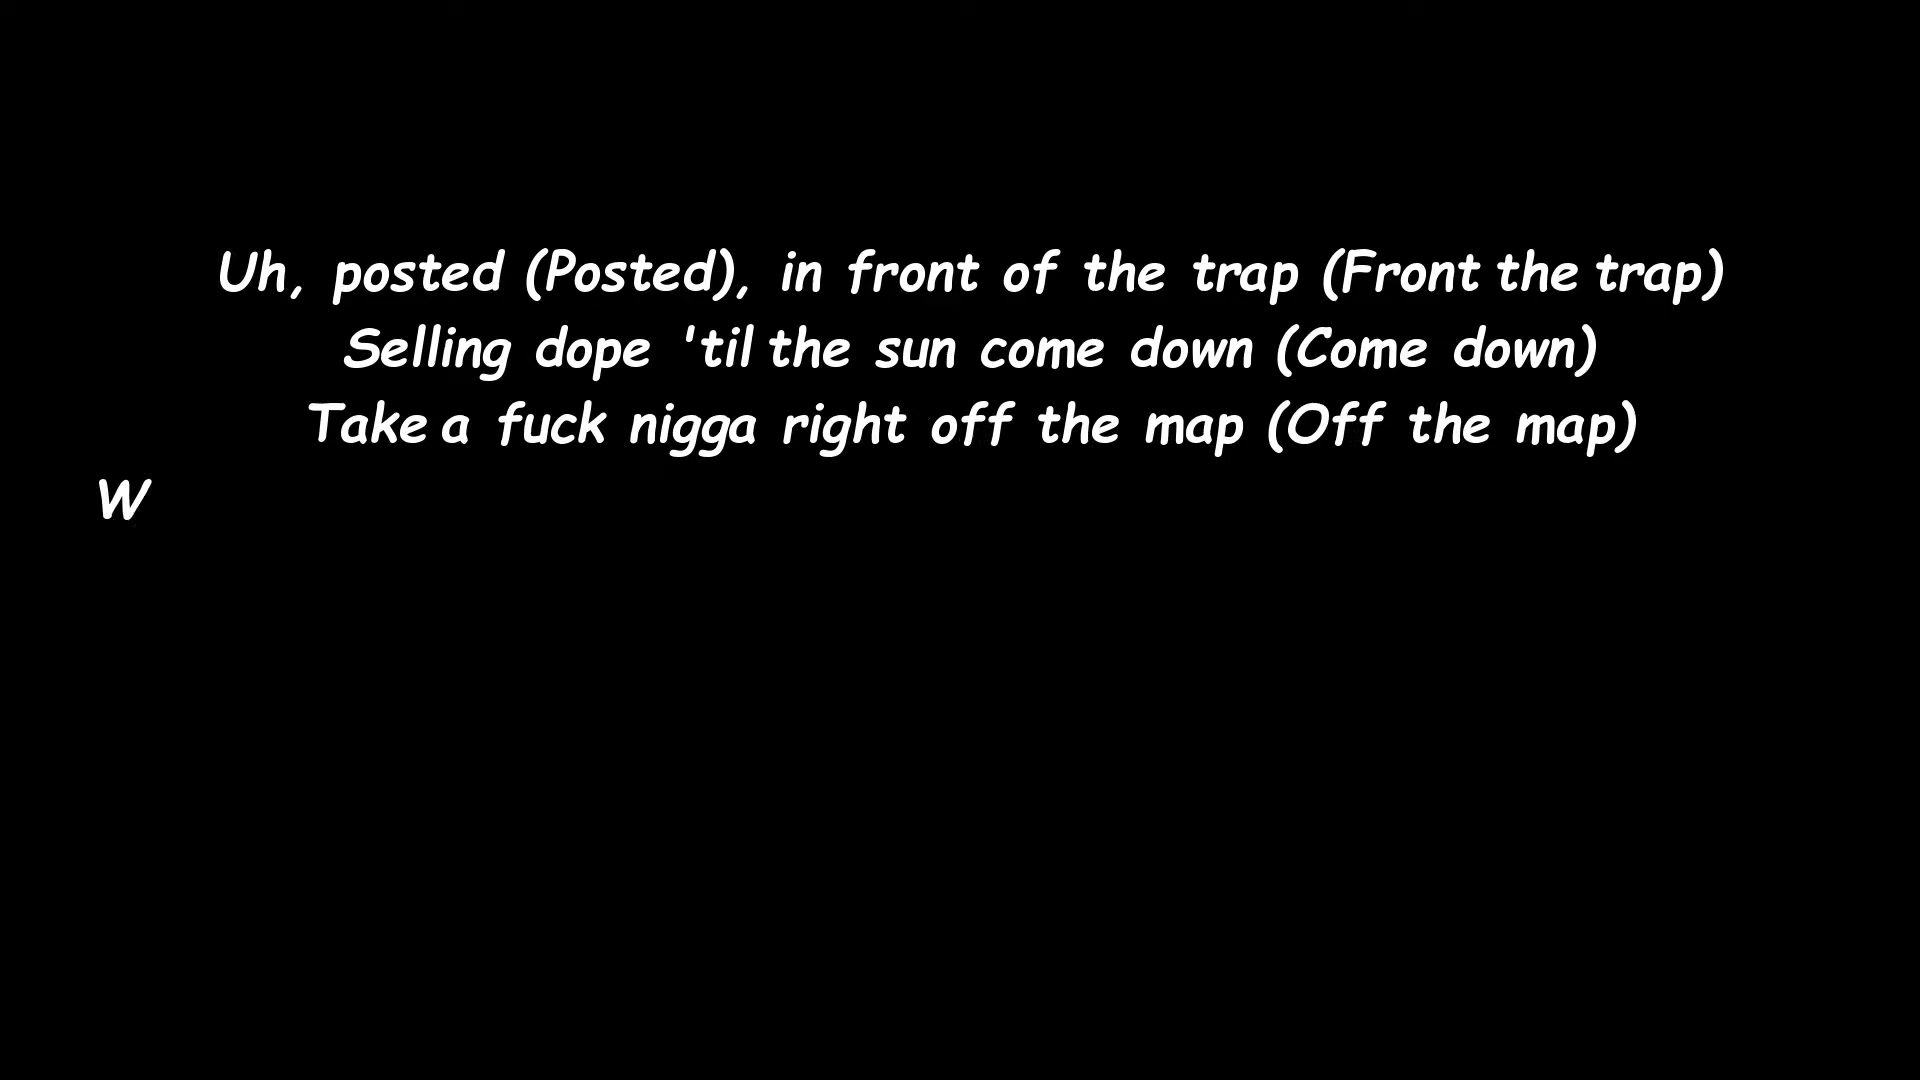 Uh, posted (Posted), in front of the trap (Front the trap)
Selling dope 'til the sun come down (Come down)
Take a fuck nigga right off the map (Off the map)
W